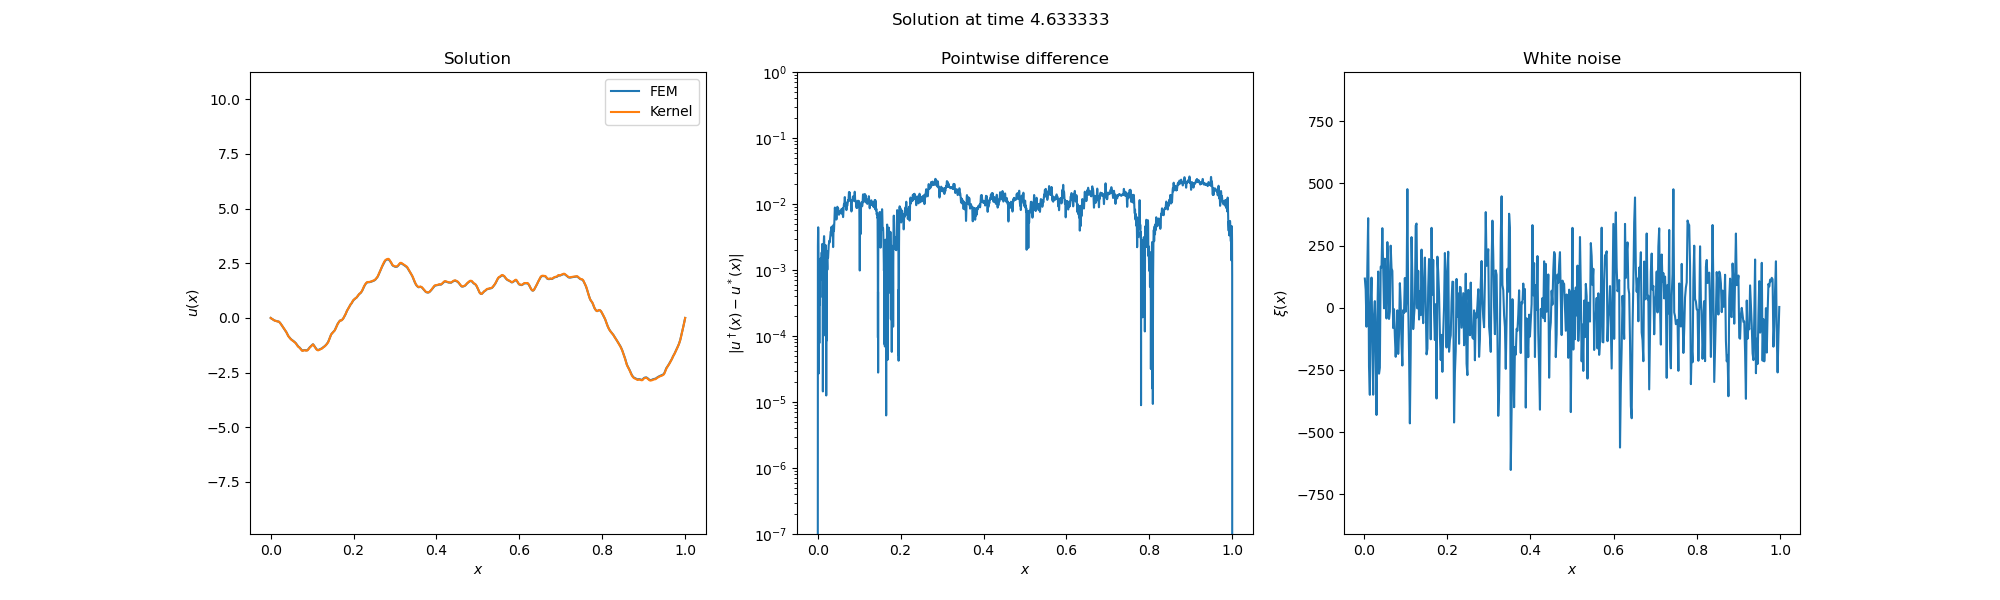 Solution at time 4.633333
Solution
10.0
7.5
5.0
2.5
0.0
−2.5
−5.0
−7.5
u(x)
0.0 0.2 0.4 0.6 0.8 1.0
x
FEM
Kernel
Pointwise difference
10⁰
10⁻¹
10⁻²
10⁻³
10⁻⁴
10⁻⁵
10⁻⁶
10⁻⁷
|u†(x) − u*(x)|
0.0 0.2 0.4 0.6 0.8 1.0
x
White noise
750
500
250
0
−250
−500
−750
ξ(x)
0.0 0.2 0.4 0.6 0.8 1.0
x